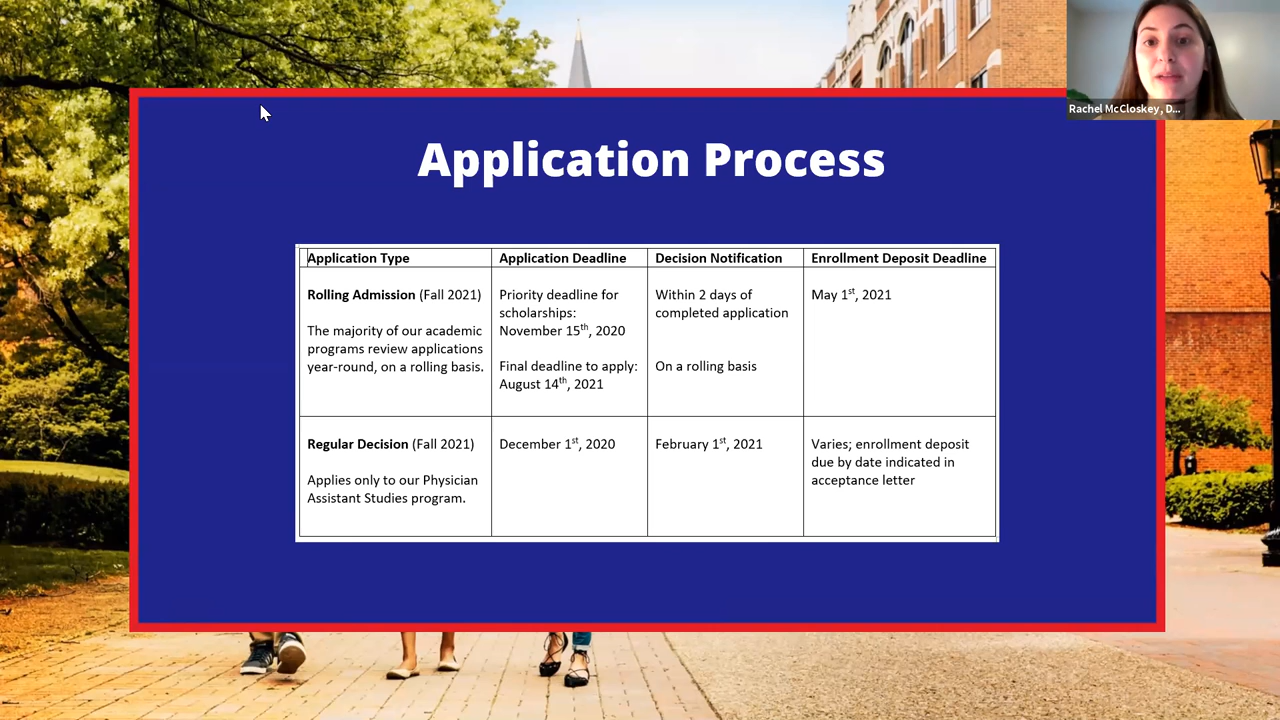 Rachel McCloskey, D...
Application Process
Application Type
Application Deadline
Decision Notification
Enrollment Deposit Deadline
Rolling Admission (Fall 2021)
The majority of our academic
programs review applications
year-round, on a rolling basis.
Priority deadline for
scholarships:
November 15th, 2020
Final deadline to apply:
August 14th, 2021
Within 2 days of
completed application
On a rolling basis
May 1st, 2021
Regular Decision (Fall 2021)
Applies only to our Physician
Assistant Studies program.
December 1st, 2020
February 1st, 2021
Varies; enrollment deposit
due by date indicated in
acceptance letter